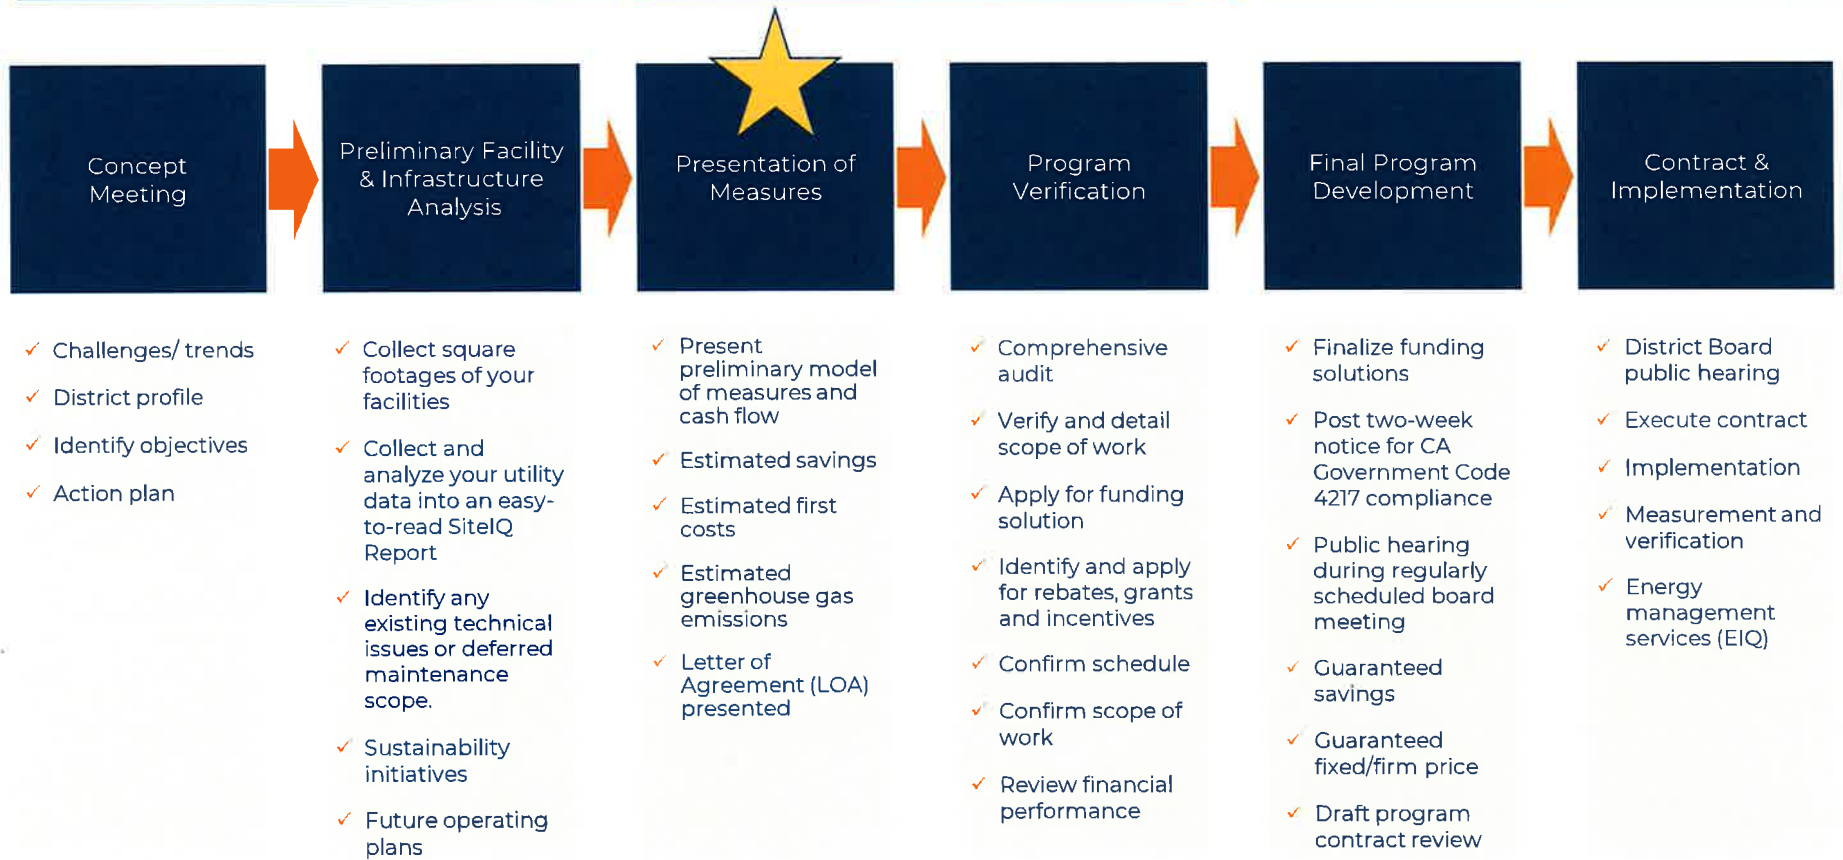 Concept
Meeting
Preliminary Facility
& Infrastructure
Analysis
Presentation of
Measures
Program
Verification
Final Program
Development
Contract &
Implementation
Challenges/ trends
District profile
Identify objectives
Action plan
Collect square
footages of your
facilities
Collect and
analyze your utility
data into an easy-
to-read SiteIQ
Report
Identify any
existing technical
issues or deferred
maintenance
scope.
Sustainability
initiatives
Future operating
plans
Present
preliminary model
of measures and
cash flow
Estimated savings
Estimated first
costs
Estimated
greenhouse gas
emissions
Letter of
Agreement (LOA)
presented
Comprehensive
audit
Verify and detail
scope of work
Apply for funding
solution
Identify and apply
for rebates, grants
and incentives
Confirm schedule
Confirm scope of
work
Review financial
performance
Finalize funding
solutions
Post two-week
notice for CA
Government Code
4217 compliance
Public hearing
during regularly
scheduled board
meeting
Guaranteed
savings
Guaranteed
fixed/firm price
Draft program
contract review
District Board
public hearing
Execute contract
Implementation
Measurement and
verification
Energy
management
services (EIQ)